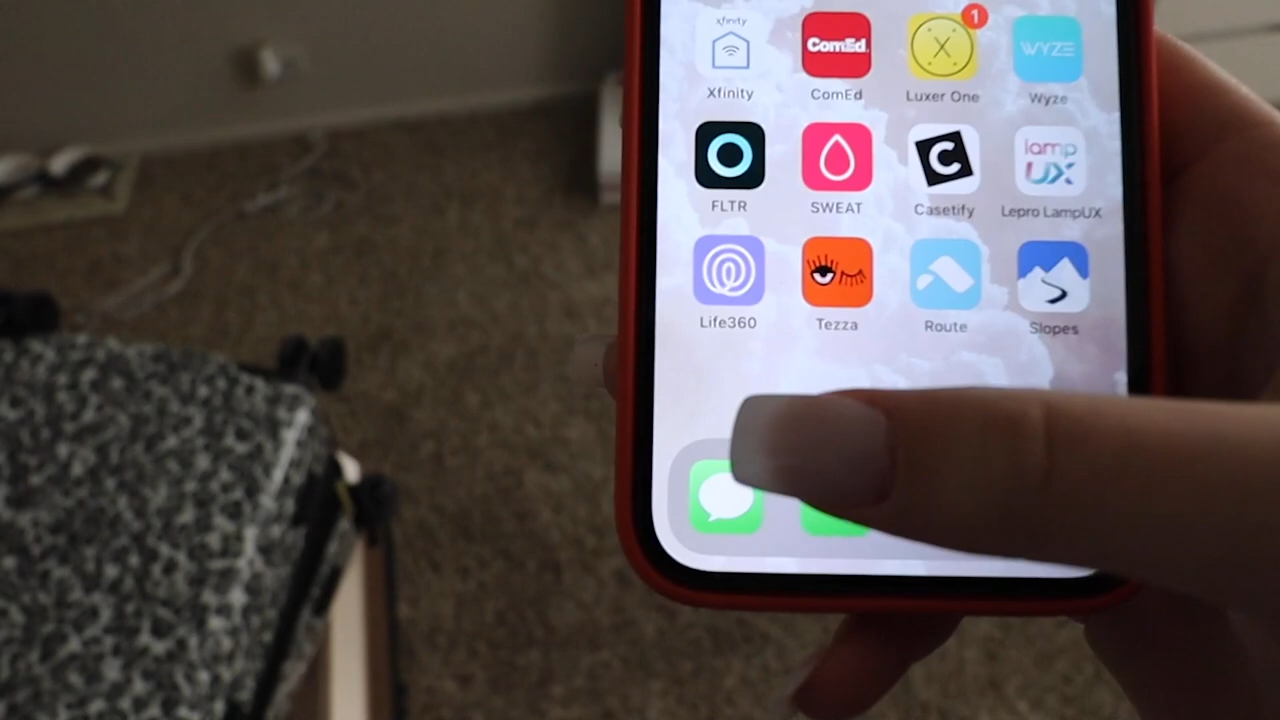 xfinity
ComEd
X
1
WYZE
Xfinity
ComEd
Luxer One
Wyze
C
lamp
UX
FLTR
SWEAT
Casetify
Lepro LampUX
Life360
Tezza
Route
Slopes